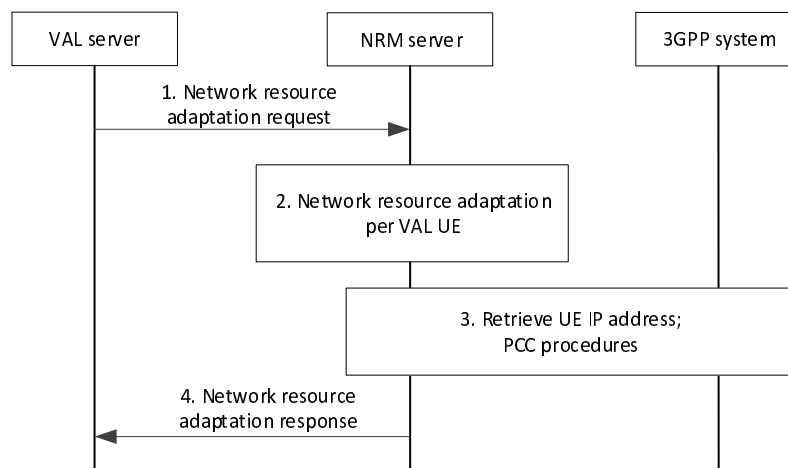 VAL server
NRM server
3GPP system
1. Network resource
adaptation request
2. Network resource adaptation
per VAL UE
3. Retrieve UE IP address;
PCC procedures
4. Network resource
adaptation response